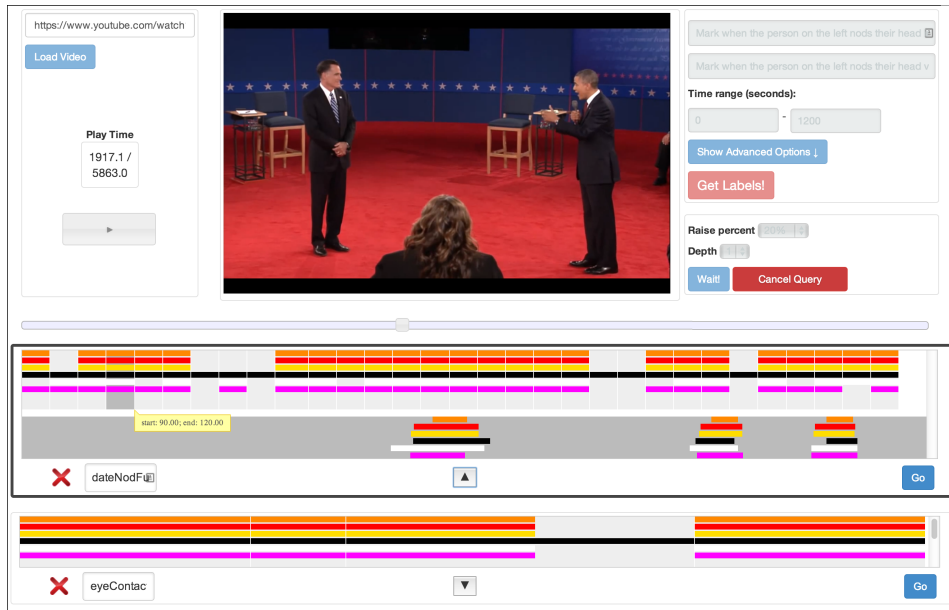 https://www.youtube.com/watch
Load Video
Play Time
1917.1 /
5863.0
Mark when the person on the left nods their head
Mark when the person on the left nods their head v
Time range (seconds):
0 - 1200
Show Advanced Options ↓
Get Labels!
Raise percent 20%
Depth
Wait! Cancel Query
start: 90.00; end: 120.00
dateNodFu
Go
eyeContac
Go